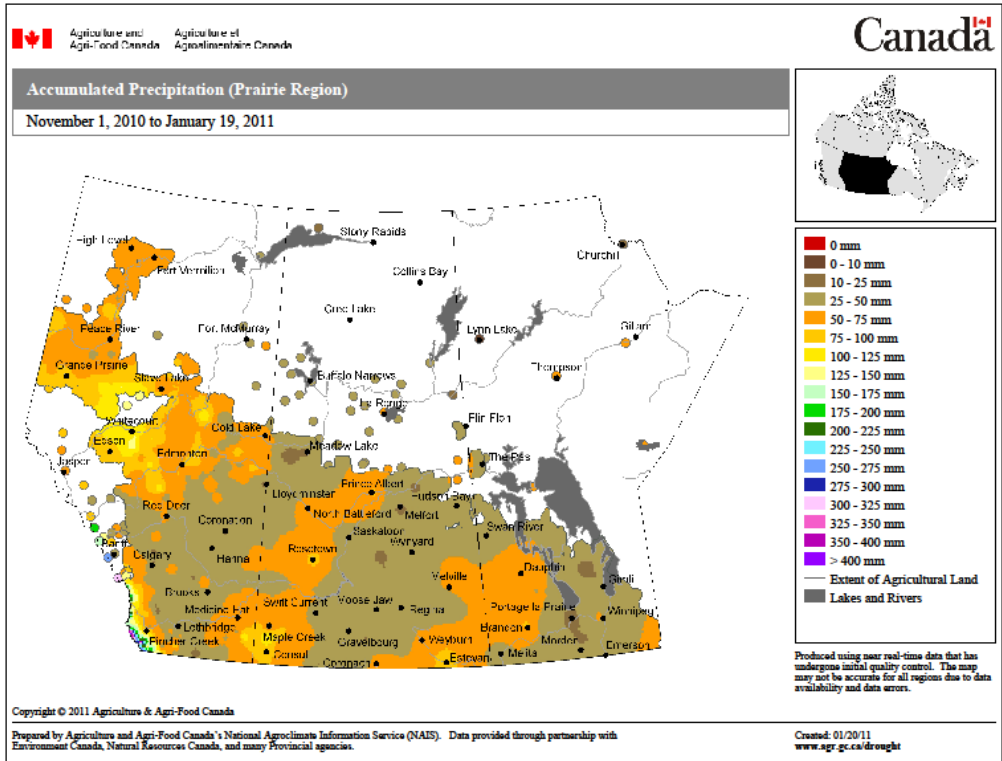 Agriculture and
Agri-Food Canada
Agriculture et
Agroalimentaire Canada
Canada
Accumulated Precipitation (Prairie Region)
November 1, 2010 to January 19, 2011
High Level
Fort Vermilion
Stony Rapids
Churchill
Collins Bay
Cree Lake
Peace River
Fort McMurray
Lynn Lake
Gillam
Grande Prairie
Slave Lake
Buffalo Narrows
Thompson
La Ronge
Whitecourt
Flin Flon
Cold Lake
Edson
Meadow Lake
Jasper
Edmonton
The Pas
Lloydminster
Prince Albert
Hudson Bay
Red Deer
North Battleford
Melfort
Coronation
Saskatoon
Swan River
Banff
Calgary
Hanna
Rosetown
Wynyard
Dauphin
Gimli
Brooks
Melville
Medicine Hat
Swift Current
Moose Jaw
Regina
Portage la Prairie
Winnipeg
Lethbridge
Maple Creek
Brandon
Pincher Creek
Gravelbourg
Weyburn
Morden
Consul
Coronach
Estevan
Melita
Emerson
0 mm
0 - 10 mm
10 - 25 mm
25 - 50 mm
50 - 75 mm
75 - 100 mm
100 - 125 mm
125 - 150 mm
150 - 175 mm
175 - 200 mm
200 - 225 mm
225 - 250 mm
250 - 275 mm
275 - 300 mm
300 - 325 mm
325 - 350 mm
350 - 400 mm
> 400 mm
Extent of Agricultural Land
Lakes and Rivers
Produced using near real-time data that has
undergone initial quality control. The map
may not be accurate for all regions due to data
availability and data errors.
Copyright © 2011 Agriculture & Agri-Food Canada
Prepared by Agriculture and Agri-Food Canada's National Agroclimate Information Service (NAIS). Data provided through partnership with
Environment Canada, Natural Resources Canada, and many Provincial agencies.
Created: 01/20/11
www.agr.gc.ca/drought